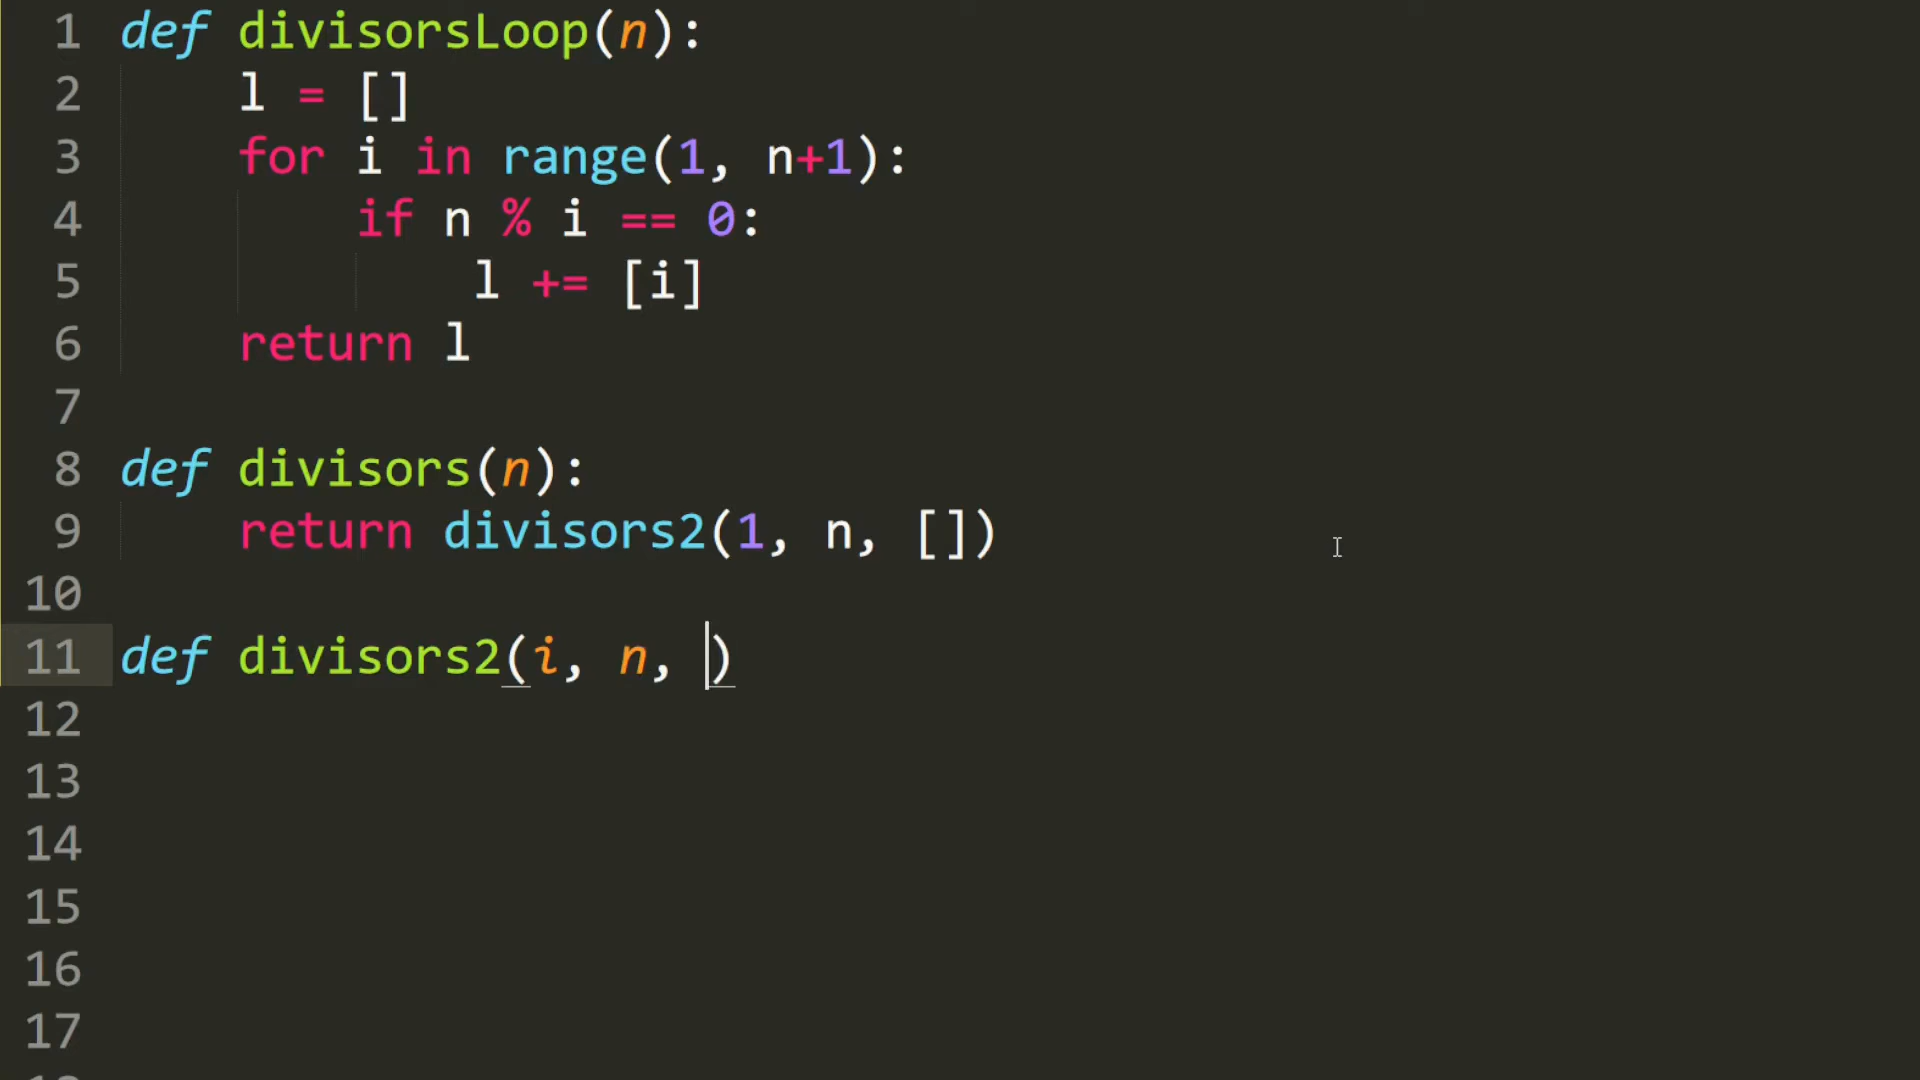 1 def divisorsLoop(n):
2     l = []
3     for i in range(1, n+1):
4         if n % i == 0:
5             l += [i]
6     return l
7
8 def divisors(n):
9     return divisors2(1, n, [])
10
11 def divisors2(i, n, )
12
13
14
15
16
17